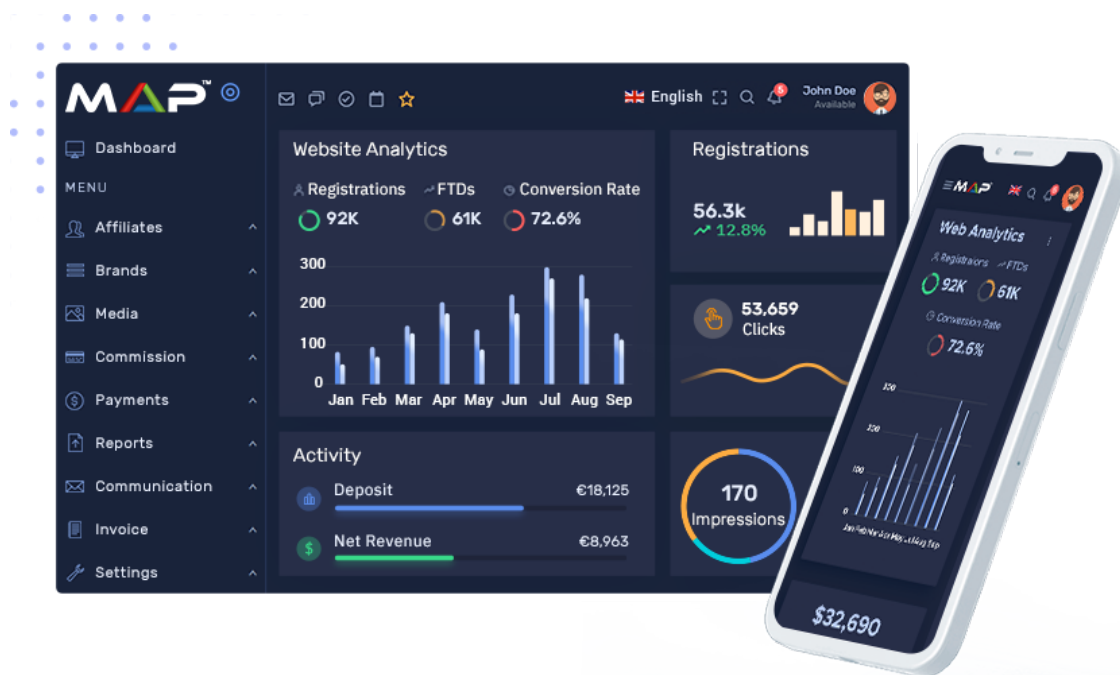 MAP™
English
5
John Doe
Available
Dashboard
MENU
Affiliates
Brands
Media
Commission
Payments
Reports
Communication
Invoice
Settings
Website Analytics
Registrations FTDs Conversion Rate
92K 61K 72.6%
300
200
100
0
Jan Feb Mar Apr May Jun Jul Aug Sep
Registrations
56.3k
12.8%
53,659
Clicks
Activity
Deposit €18,125
Net Revenue €8,963
170
Impressions
MAP
Web Analytics
FTDs
92K 61K
Conversion Rate
72.6%
100
0
$32,690